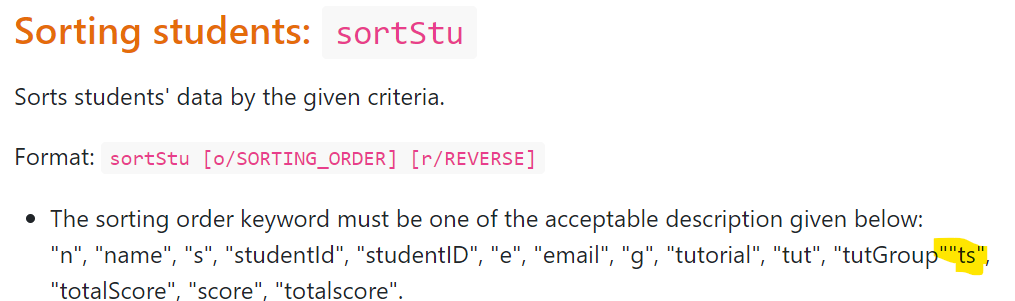 Sorting students: sortStu
Sorts students' data by the given criteria.
Format: sortStu [o/SORTING_ORDER] [r/REVERSE]
• The sorting order keyword must be one of the acceptable description given below:
"n", "name", "s", "studentId", "studentID", "e", "email", "g", "tutorial", "tut", "tutGroup""ts",
"totalScore", "score", "totalscore".